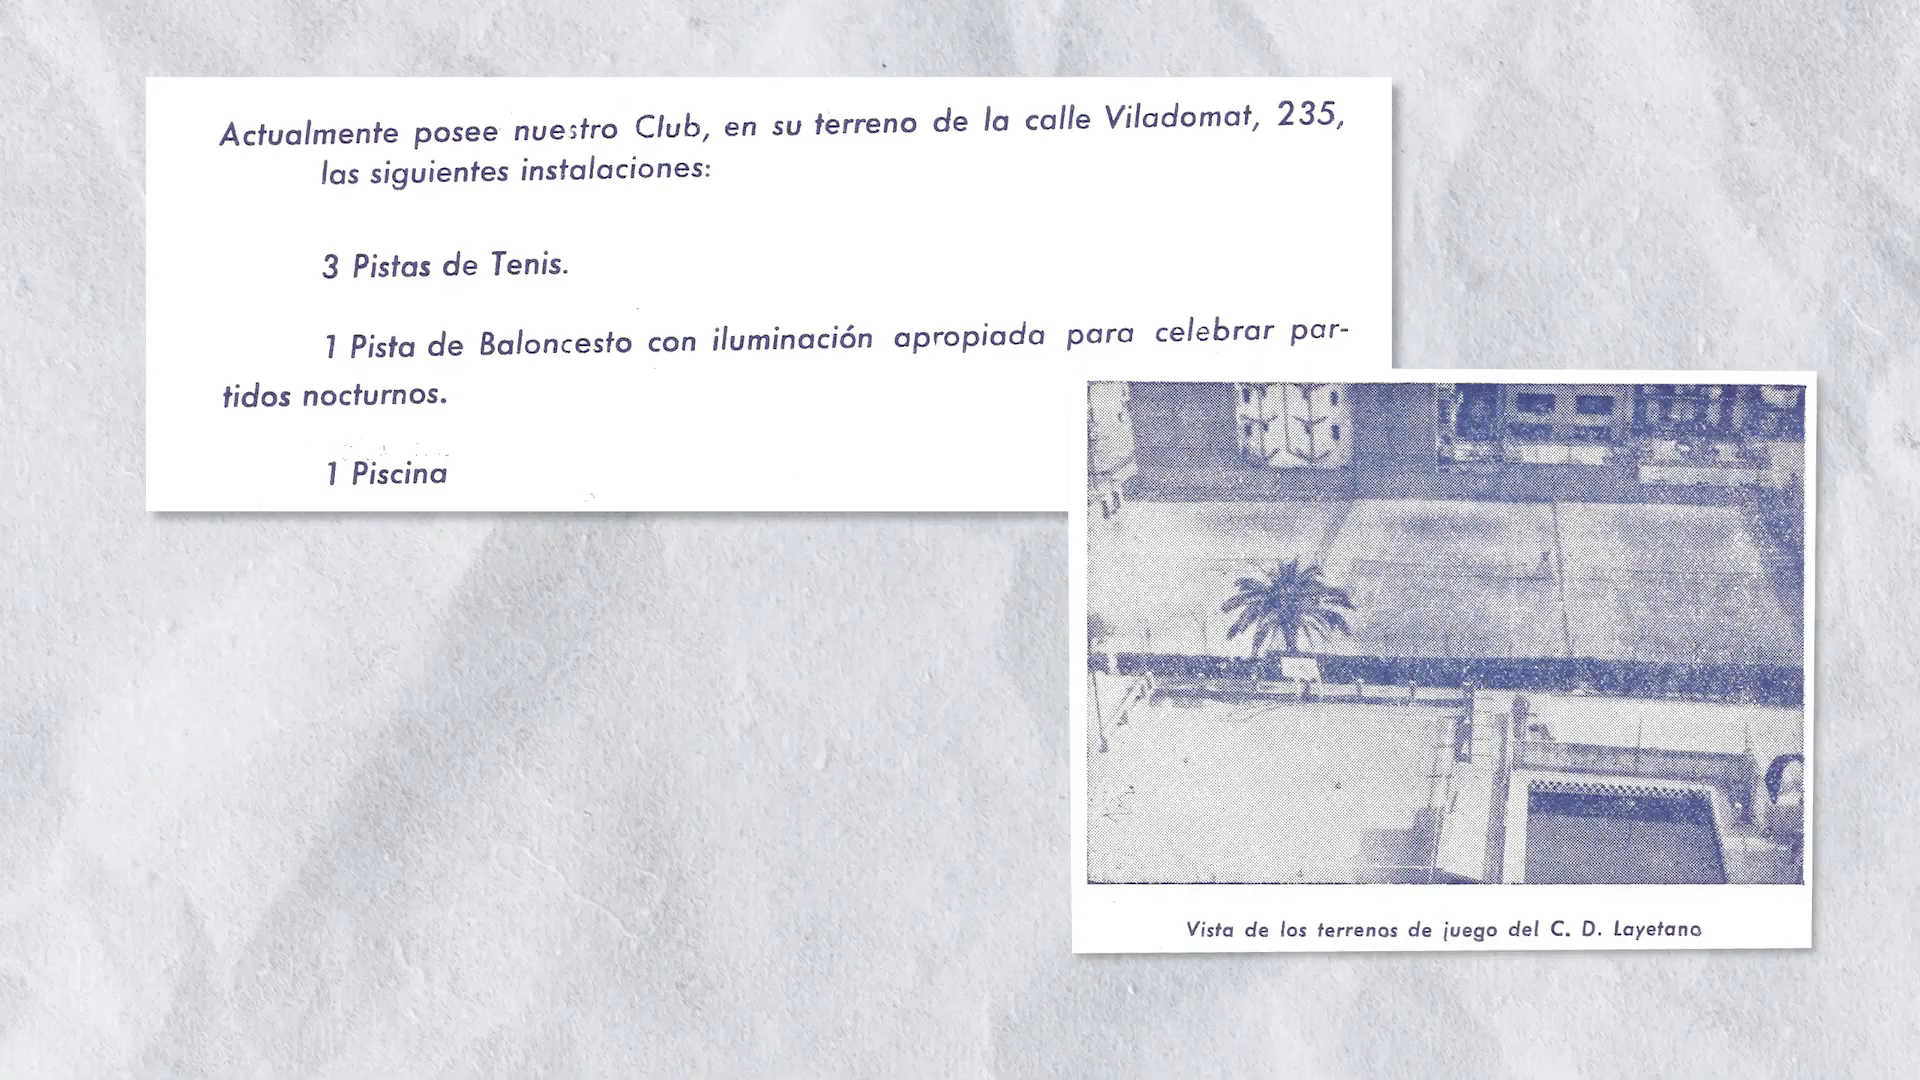 Actualmente posee nuestro Club, en su terreno de la calle Viladomat, 235,
las siguientes instalaciones:
3 Pistas de Tenis.
1 Pista de Baloncesto con iluminación apropiada para celebrar par-
tidos nocturnos.
1 Piscina
Vista de los terrenos de juego del C. D. Layetano